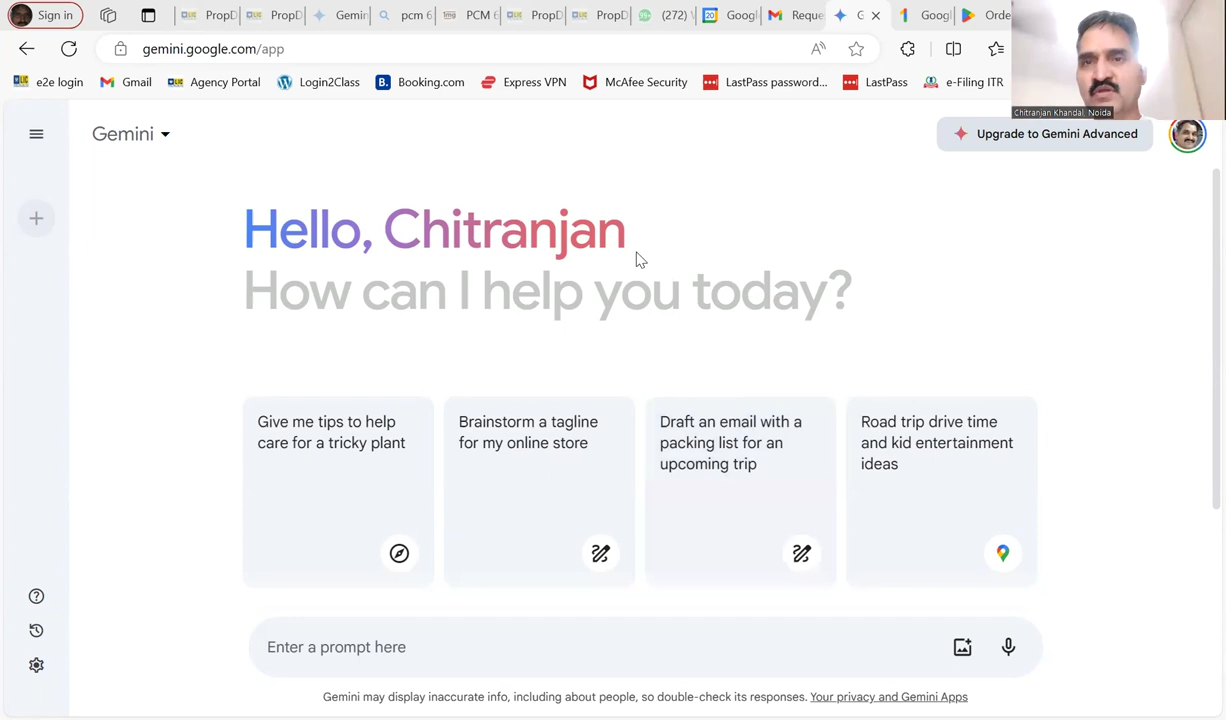 Sign in
PropD
PropD
Gemin
pcm 6
PCM 6
PropD
PropD
(272)
Googl
Reque
G
Googl
Orde
gemini.google.com/app
e2e login
Gmail
Agency Portal
Login2Class
Booking.com
Express VPN
McAfee Security
LastPass password...
LastPass
e-Filing ITR
Chitranjan Khandal, Noida
Gemini
Upgrade to Gemini Advanced
Hello, Chitranjan
How can I help you today?
Give me tips to help
care for a tricky plant
Brainstorm a tagline
for my online store
Draft an email with a
packing list for an
upcoming trip
Road trip drive time
and kid entertainment
ideas
Enter a prompt here
Gemini may display inaccurate info, including about people, so double-check its responses. Your privacy and Gemini Apps